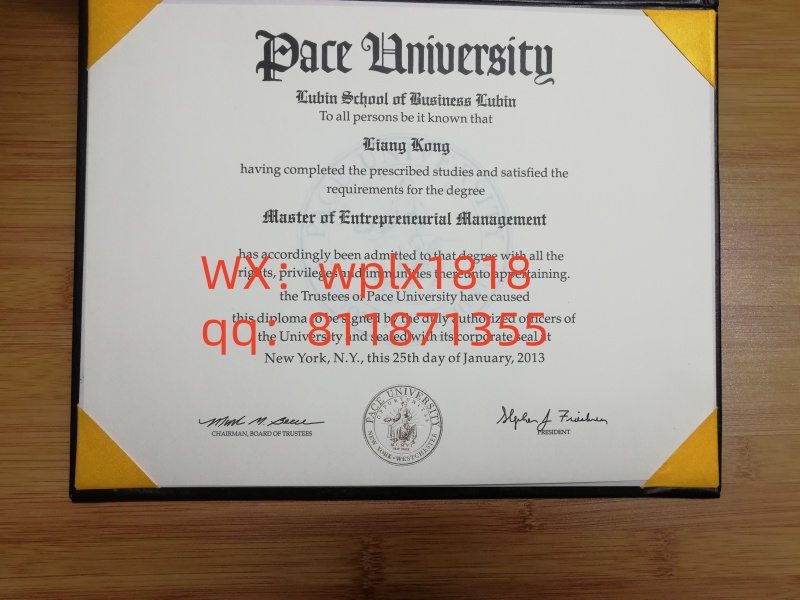 Pace University
Lubin School of Business Lubin
To all persons be it known that
Liang Kong
having completed the prescribed studies and satisfied the
requirements for the degree
Master of Entrepreneurial Management
has accordingly been admitted to that degree with all the
rights, privileges and immunities thereunto appertaining.
WX：wplx1818
the Trustees of Pace University have caused
this diploma to be signed by the duly authorized officers of
qq：811871355
the University and sealed with its corporate seal at
New York, N.Y., this 25th day of January, 2013
PACE UNIVERSITY
OPPORTUNITAS
NEW YORK • WESTCHESTER
CHAIRMAN, BOARD OF TRUSTEES
PRESIDENT